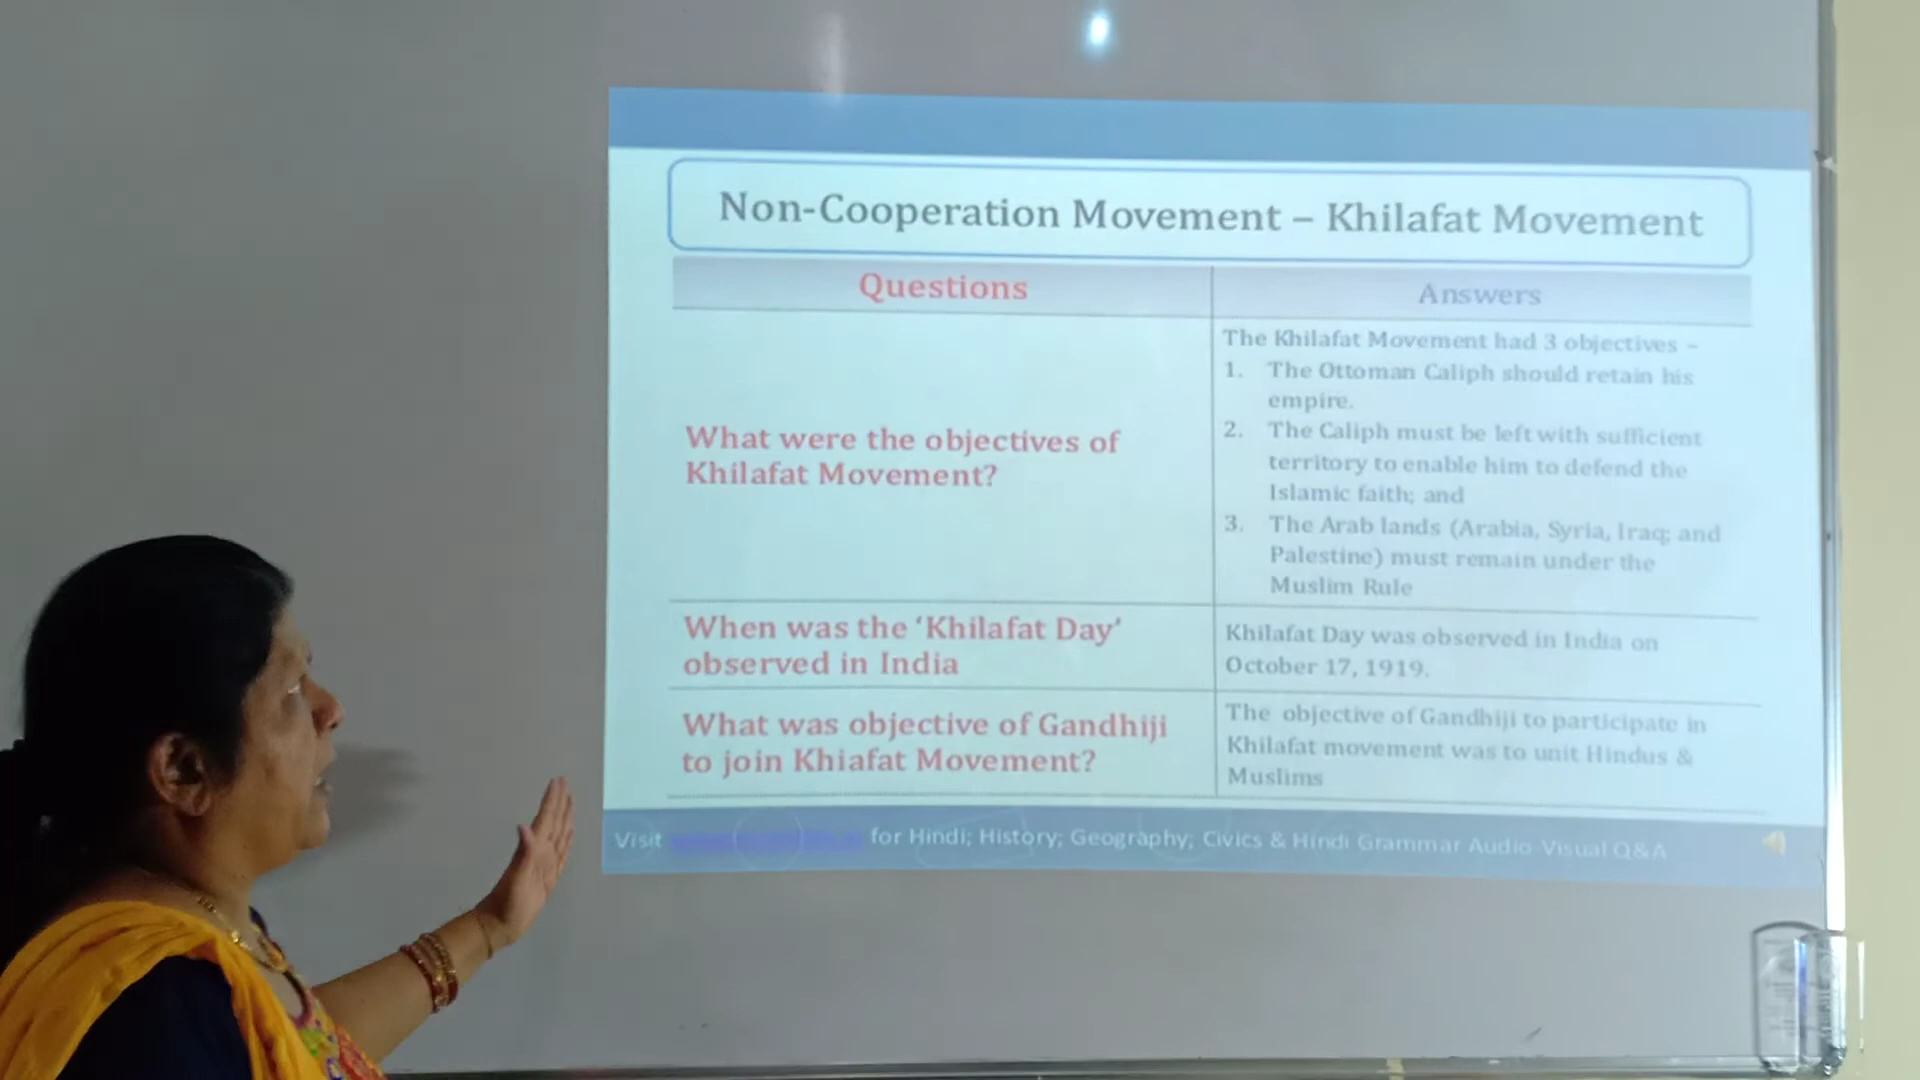 Non-Cooperation Movement – Khilafat Movement
Questions
Answers
What were the objectives of
Khilafat Movement?
The Khilafat Movement had 3 objectives –
1. The Ottoman Caliph should retain his
empire.
2. The Caliph must be left with sufficient
territory to enable him to defend the
Islamic faith; and
3. The Arab lands (Arabia, Syria, Iraq; and
Palestine) must remain under the
Muslim Rule
When was the ‘Khilafat Day’
observed in India
Khilafat Day was observed in India on
October 17, 1919.
What was objective of Gandhiji
to join Khiafat Movement?
The objective of Gandhiji to participate in
Khilafat movement was to unit Hindus &
Muslims
Visit for Hindi; History; Geography; Civics & Hindi Grammar Audio Visual Q&A